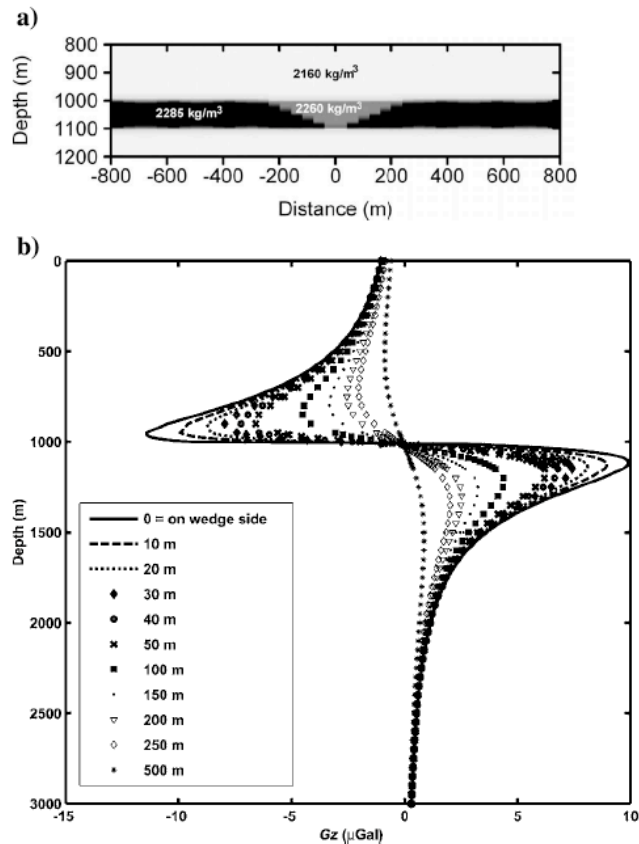 a)
800
900
1000
1100
1200
Depth (m)
2160 kg/m³
2285 kg/m³
2260 kg/m³
-800 -600 -400 -200 0 200 400 600 800
Distance (m)
b)
0
500
1000
1500
2000
2500
3000
Depth (m)
0 = on wedge side
10 m
20 m
30 m
40 m
50 m
100 m
150 m
200 m
250 m
500 m
-15 -10 -5 0 5 10
Gz (μGal)